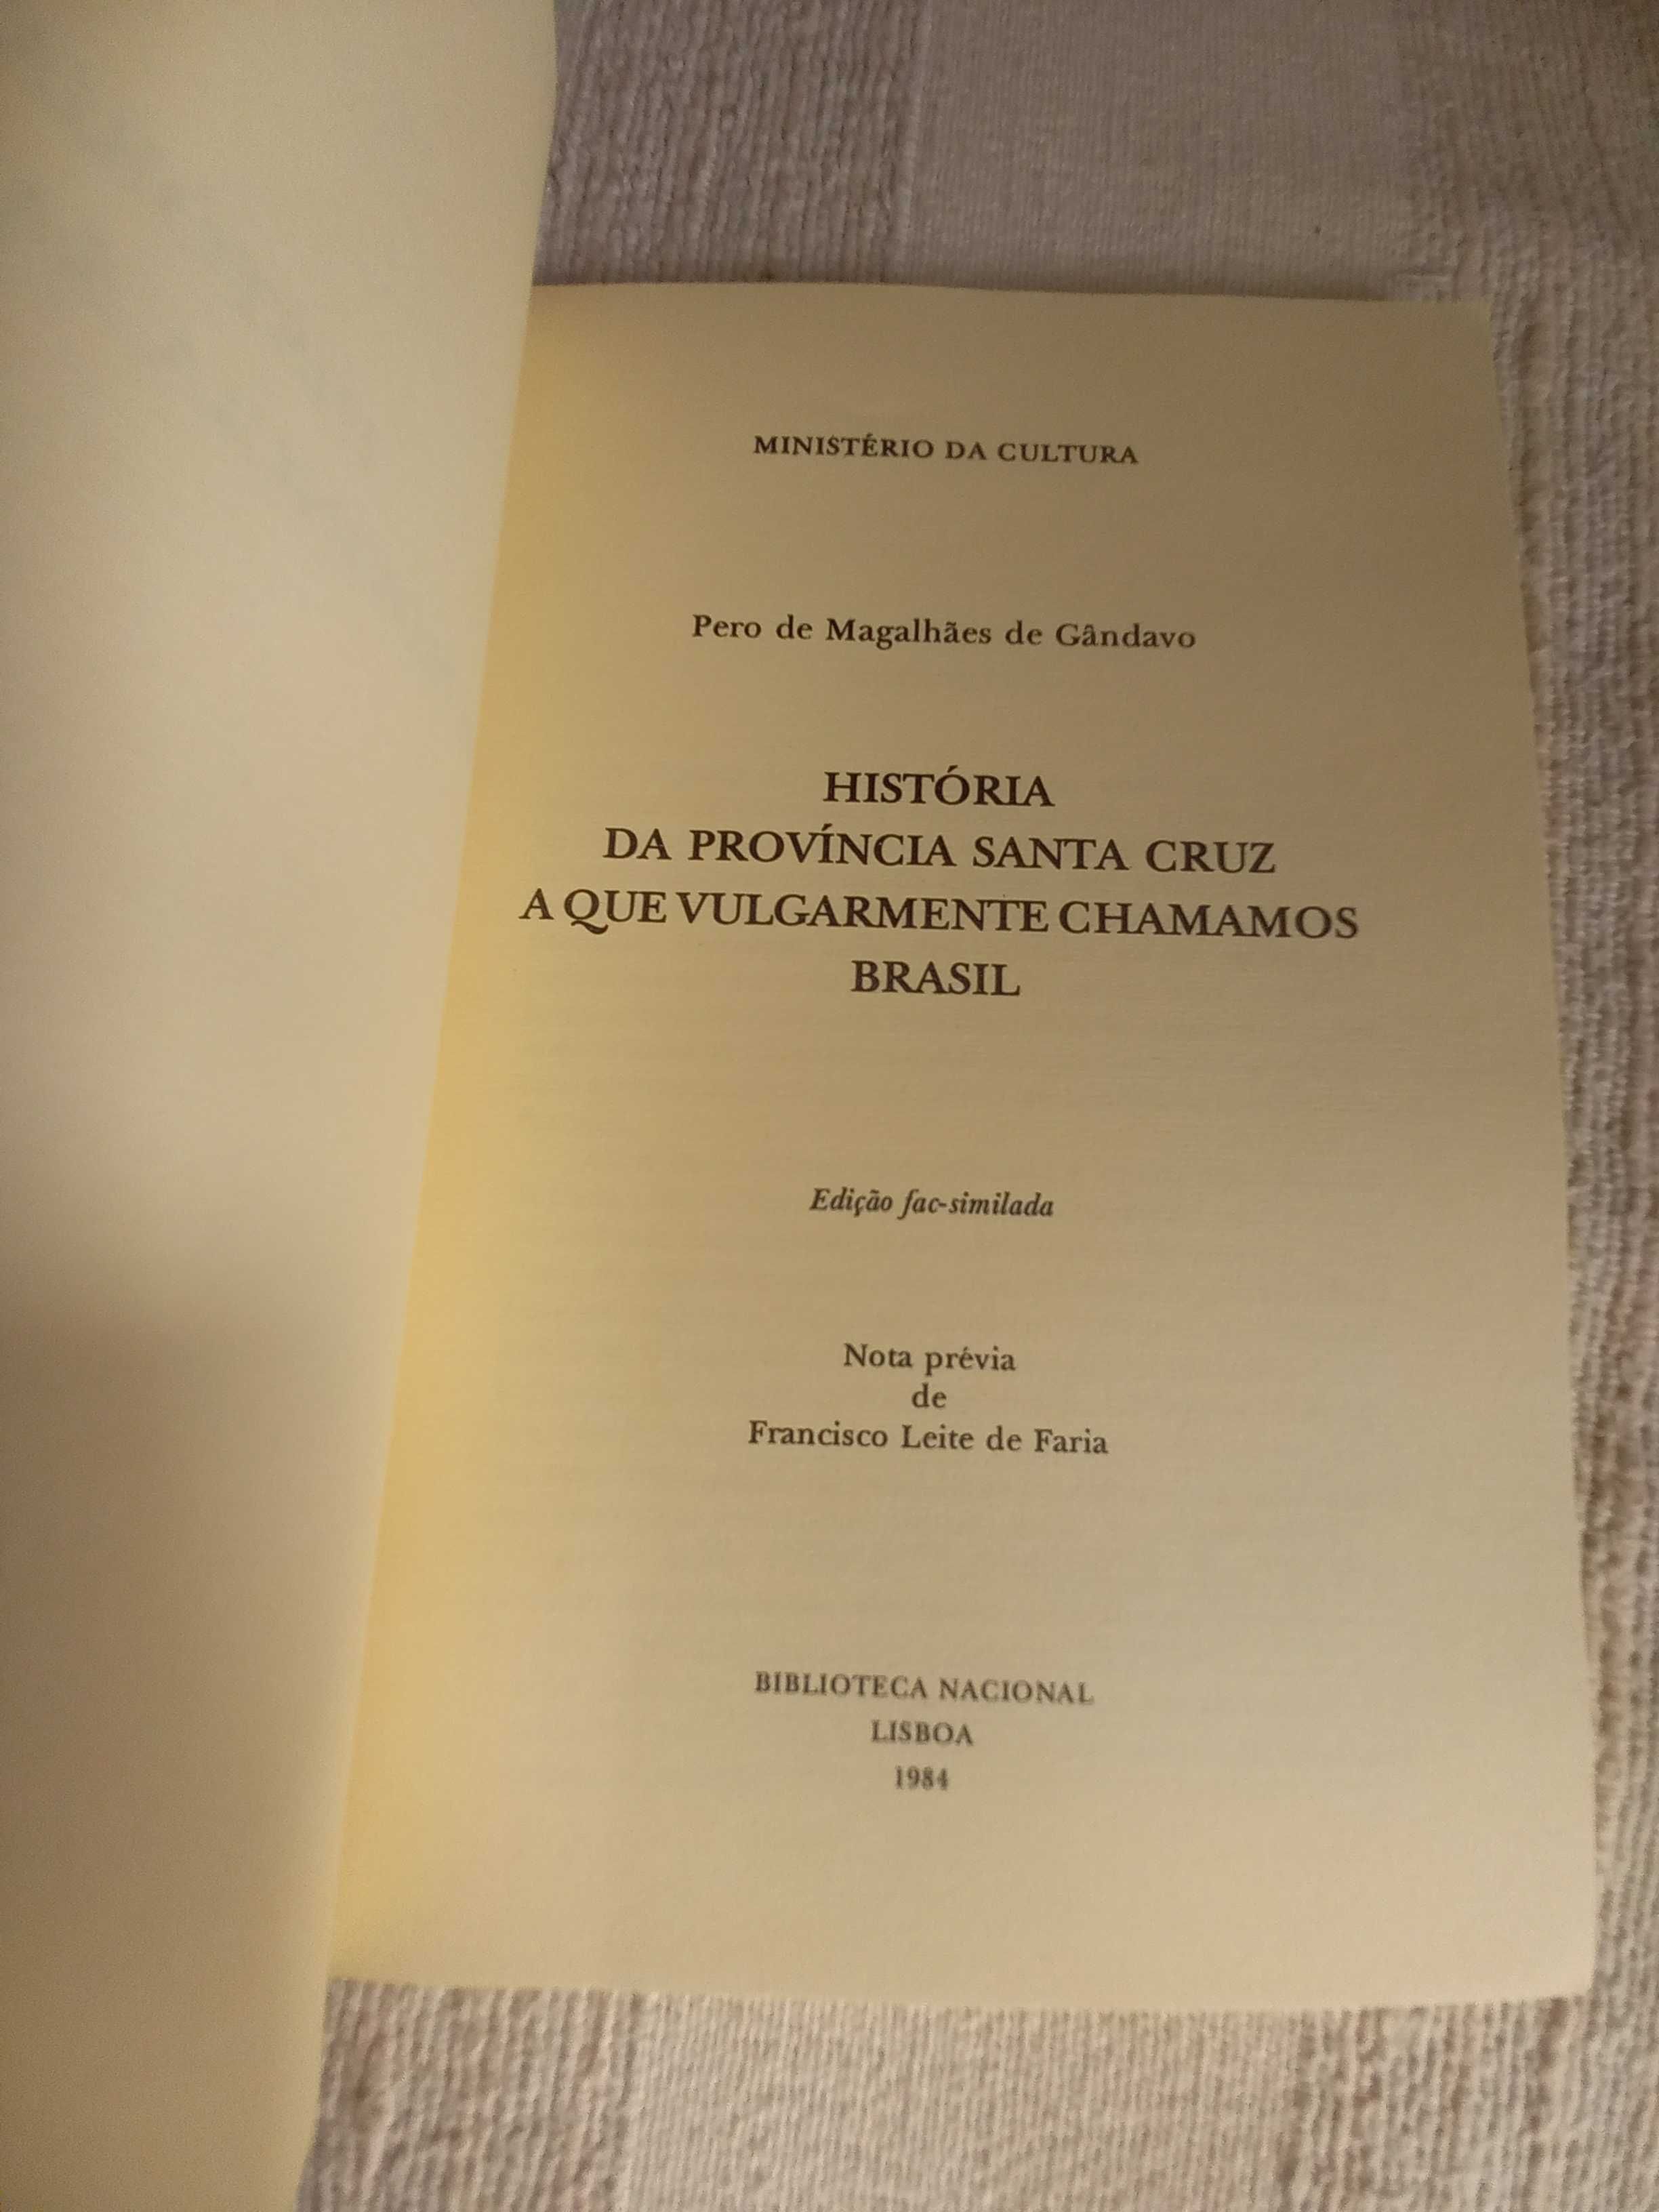 MINISTÉRIO DA CULTURA
Pero de Magalhães de Gândavo
HISTÓRIA
DA PROVÍNCIA SANTA CRUZ
A QUE VULGARMENTE CHAMAMOS
BRASIL
Edição fac-similada
Nota prévia
de
Francisco Leite de Faria
BIBLIOTECA NACIONAL
LISBOA
1984